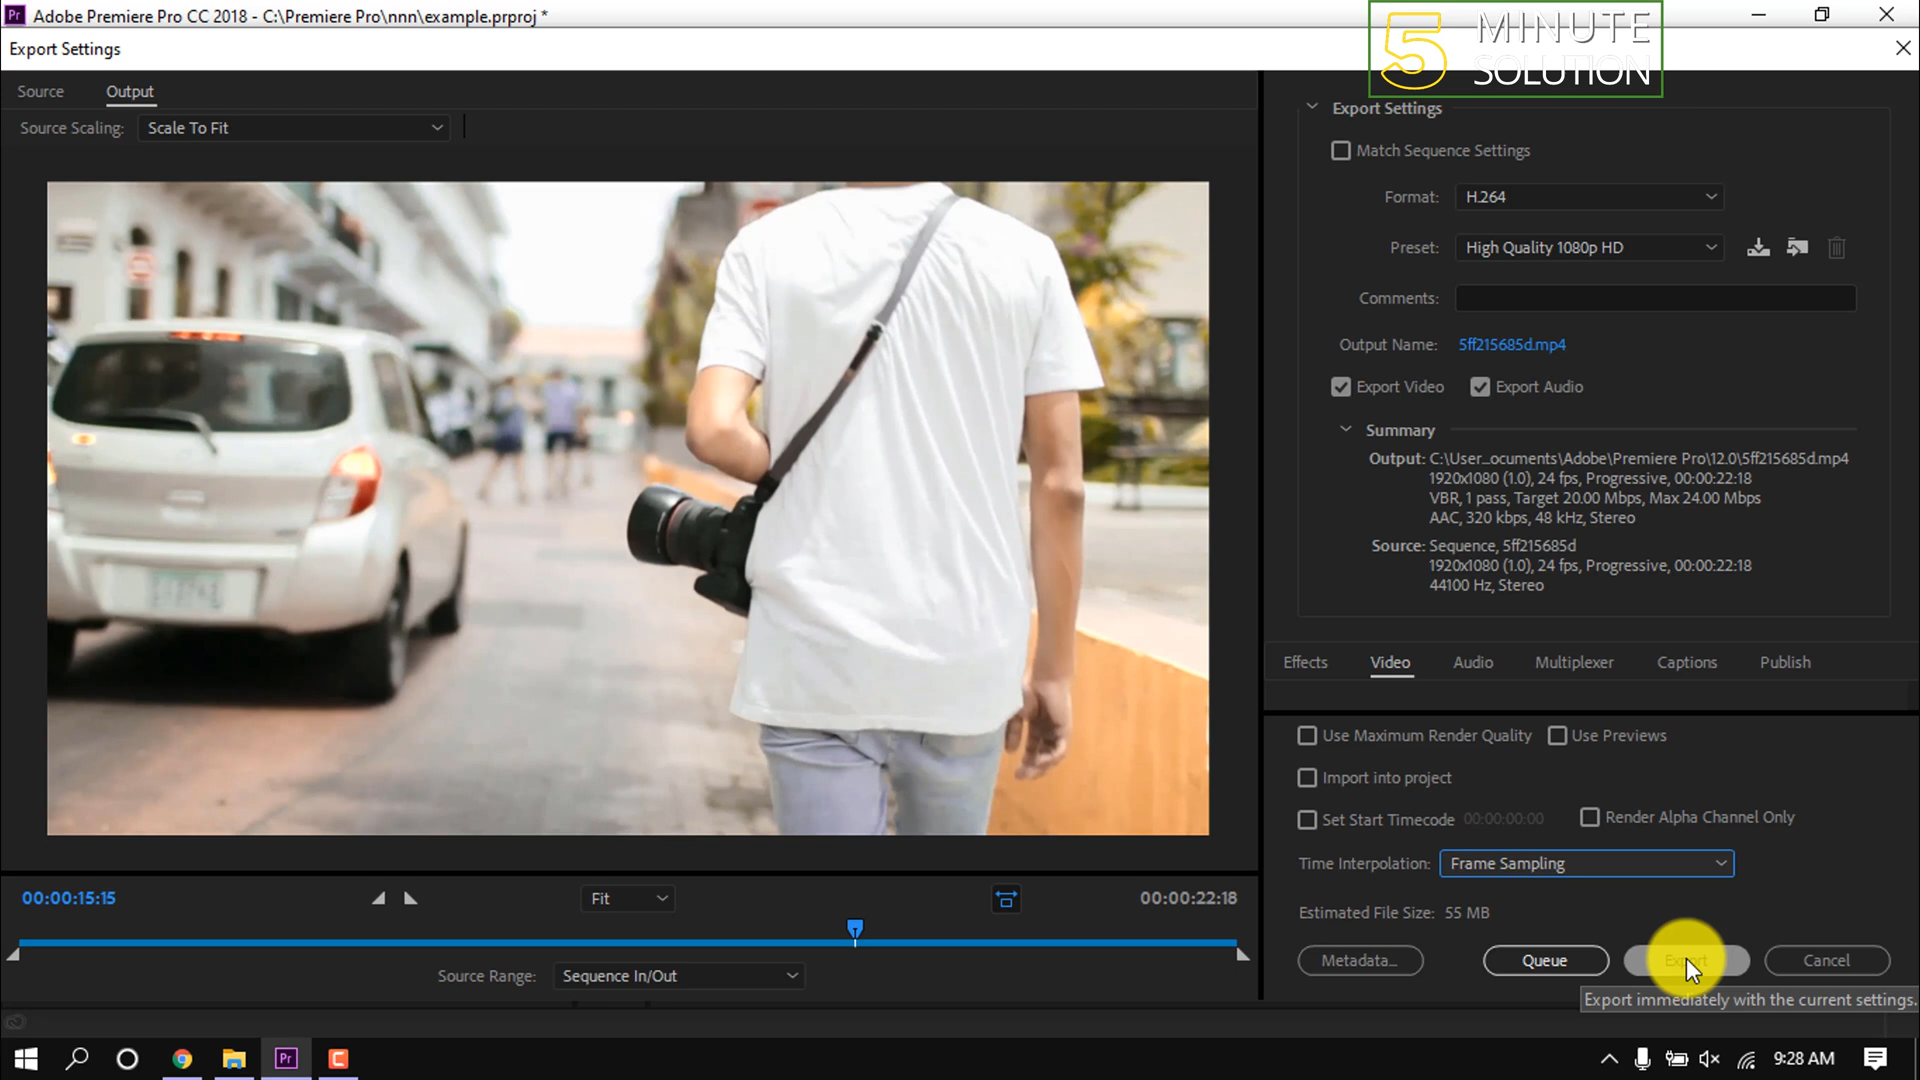 Adobe Premiere Pro CC 2018 - C:\Premiere Pro\nnn\example.prproj *
5 MINUTE
SOLUTION
Export Settings
Source Output
Source Scaling: Scale To Fit
Export Settings
Match Sequence Settings
Format: H.264
Preset: High Quality 1080p HD
Comments:
Output Name: 5ff215685d.mp4
Export Video Export Audio
Summary
Output: C:\User_ocuments\Adobe\Premiere Pro\12.0\5ff215685d.mp4
1920x1080 (1.0), 24 fps, Progressive, 00:00:22:18
VBR, 1 pass, Target 20.00 Mbps, Max 24.00 Mbps
AAC, 320 kbps, 48 kHz, Stereo
Source: Sequence, 5ff215685d
1920x1080 (1.0), 24 fps, Progressive, 00:00:22:18
44100 Hz, Stereo
Effects Video Audio Multiplexer Captions Publish
Use Maximum Render Quality Use Previews
Import into project
Set Start Timecode 00:00:00:00 Render Alpha Channel Only
Time Interpolation: Frame Sampling
Estimated File Size: 55 MB
Metadata... Queue Export Cancel
Export immediately with the current settings.
00:00:15:15 Fit 00:00:22:18
Source Range: Sequence In/Out
Pr
Pr
C
9:28 AM